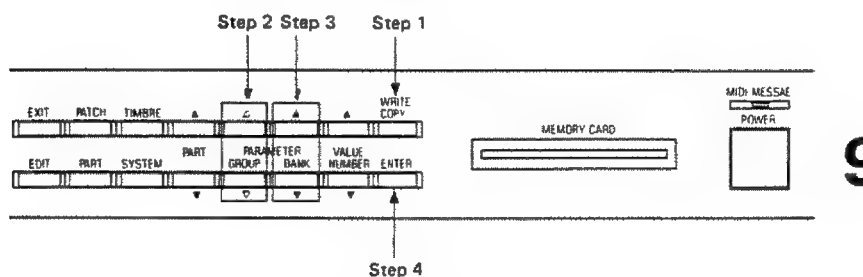 Step 2 Step 3 Step 1
EXIT PATCH TIMBRE WRITE COPY
MIDI MESSAE
POWER
MEMORY CARD
PART PARAMETER VALUE
GROUP BANK NUMBER
EDIT PART SYSTEM ENTER
Step 4